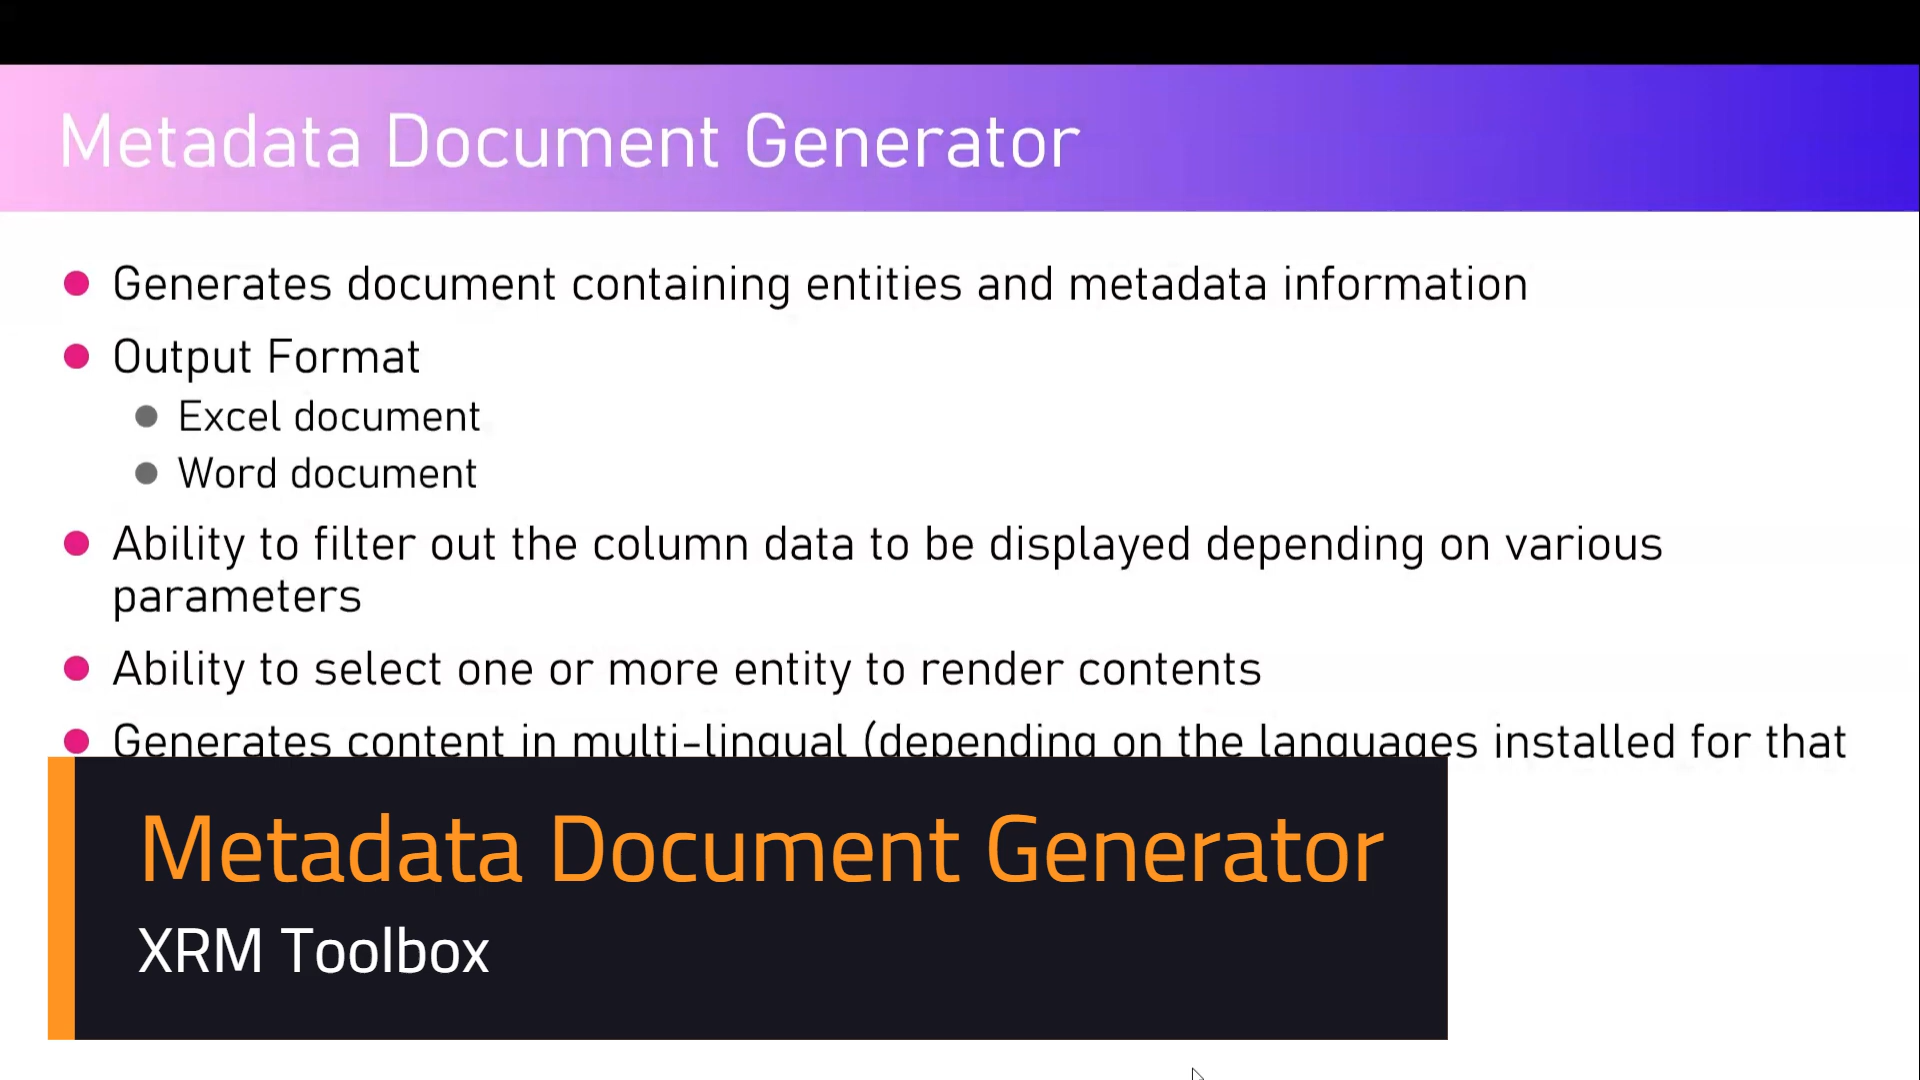 Metadata Document Generator
Generates document containing entities and metadata information
Output Format
Excel document
Word document
Ability to filter out the column data to be displayed depending on various
parameters
Ability to select one or more entity to render contents
Generates content in multi-lingual (depending on the languages installed for that
Metadata Document Generator
XRM Toolbox